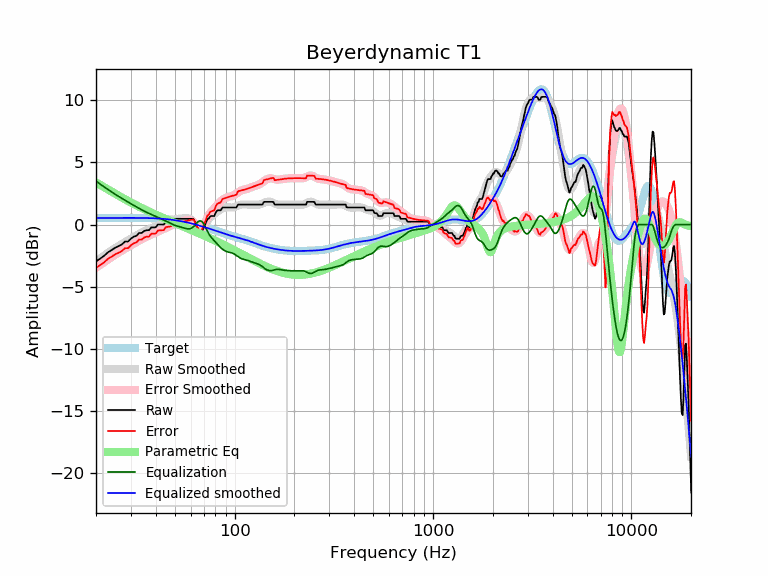 Beyerdynamic T1
Amplitude (dBr)
10
5
0
−5
−10
−15
−20
Target
Raw Smoothed
Error Smoothed
Raw
Error
Parametric Eq
Equalization
Equalized smoothed
100
1000
10000
Frequency (Hz)